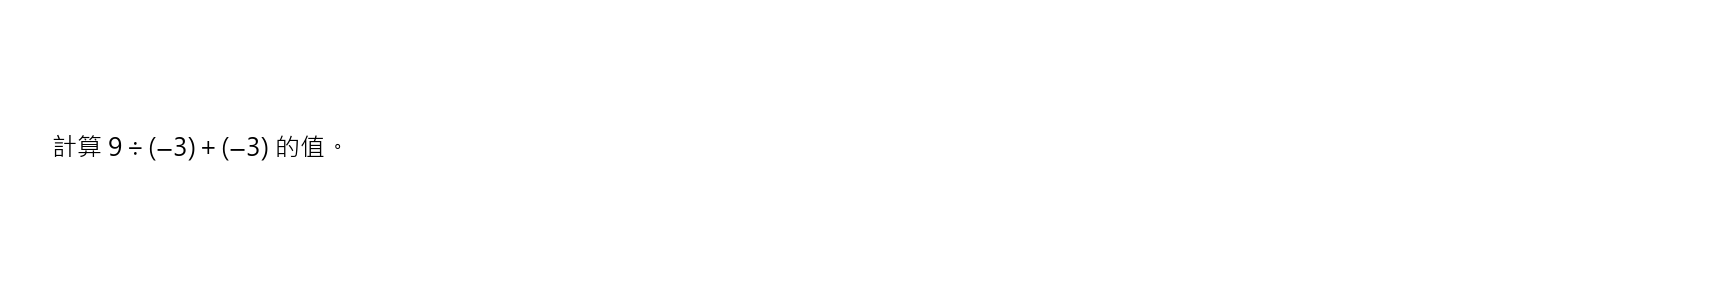 計算 9 ÷ (–3) + (–3) 的值。